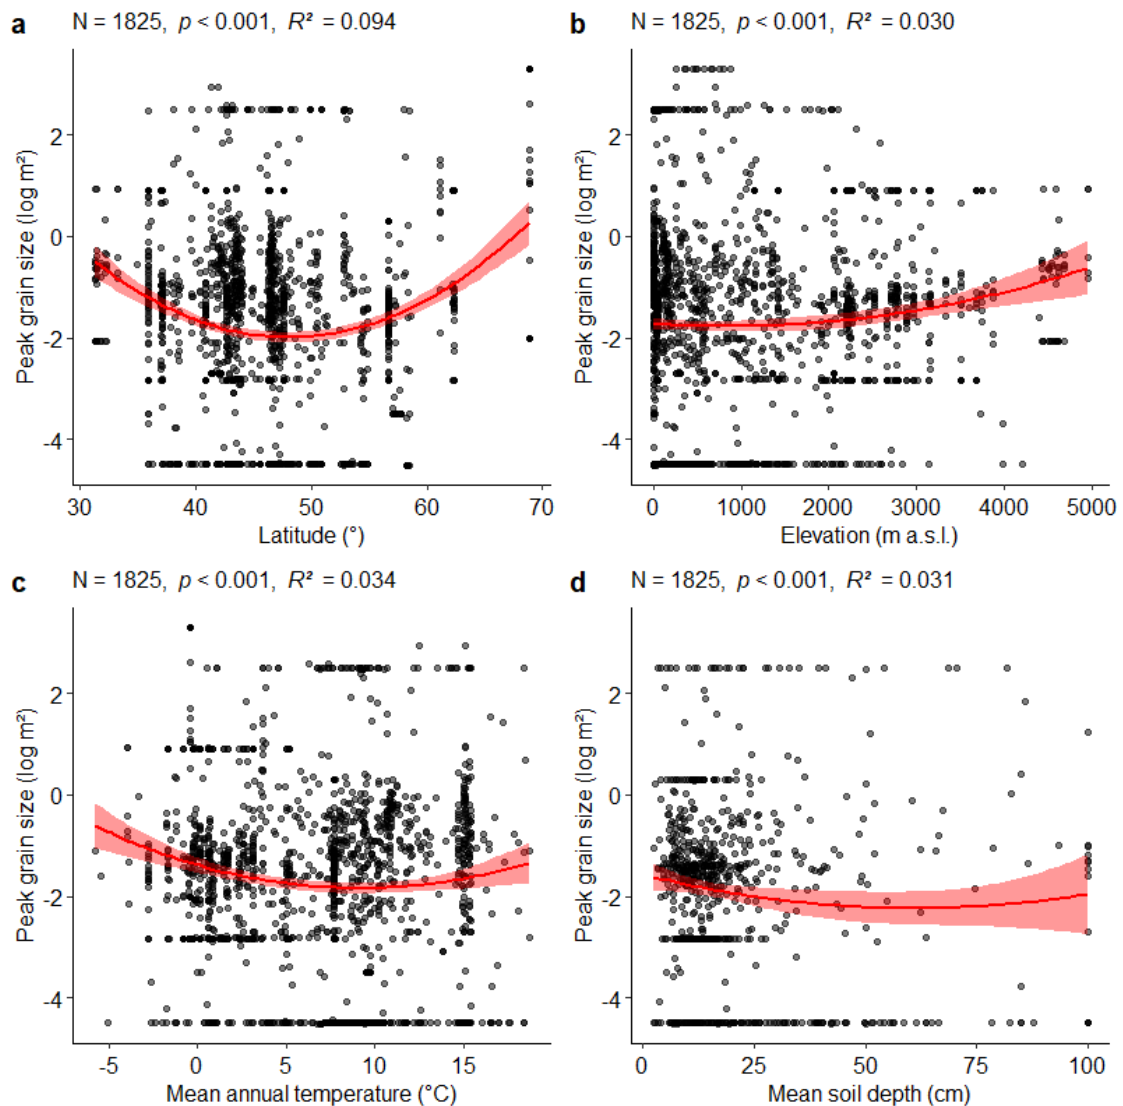 a N = 1825, p < 0.001, R² = 0.094
Peak grain size (log m²)
2
0
-2
-4
30 40 50 60 70
Latitude (°)
b N = 1825, p < 0.001, R² = 0.030
Peak grain size (log m²)
2
0
-2
-4
0 1000 2000 3000 4000 5000
Elevation (m a.s.l.)
c N = 1825, p < 0.001, R² = 0.034
Peak grain size (log m²)
2
0
-2
-4
-5 0 5 10 15
Mean annual temperature (°C)
d N = 1825, p < 0.001, R² = 0.031
Peak grain size (log m²)
2
0
-2
-4
0 25 50 75 100
Mean soil depth (cm)